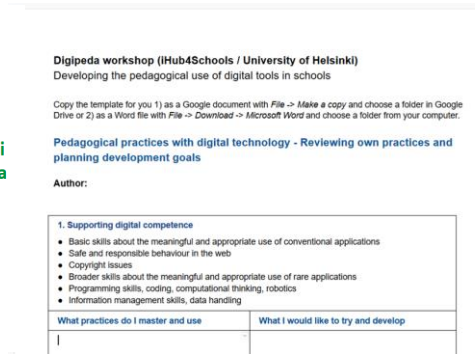 Digipeda workshop (iHub4Schools / University of Helsinki)
Developing the pedagogical use of digital tools in schools
Copy the template for you 1) as a Google document with File -> Make a copy and choose a folder in Google
Drive or 2) as a Word file with File -> Download -> Microsoft Word and choose a folder from your computer.
i
a
Pedagogical practices with digital technology - Reviewing own practices and
planning development goals
Author:
1. Supporting digital competence
● Basic skills about the meaningful and appropriate use of conventional applications
● Safe and responsible behaviour in the web
● Copyright issues
● Broader skills about the meaningful and appropriate use of rare applications
● Programming skills, coding, computational thinking, robotics
● Information management skills, data handling
What practices do I master and use
What I would like to try and develop